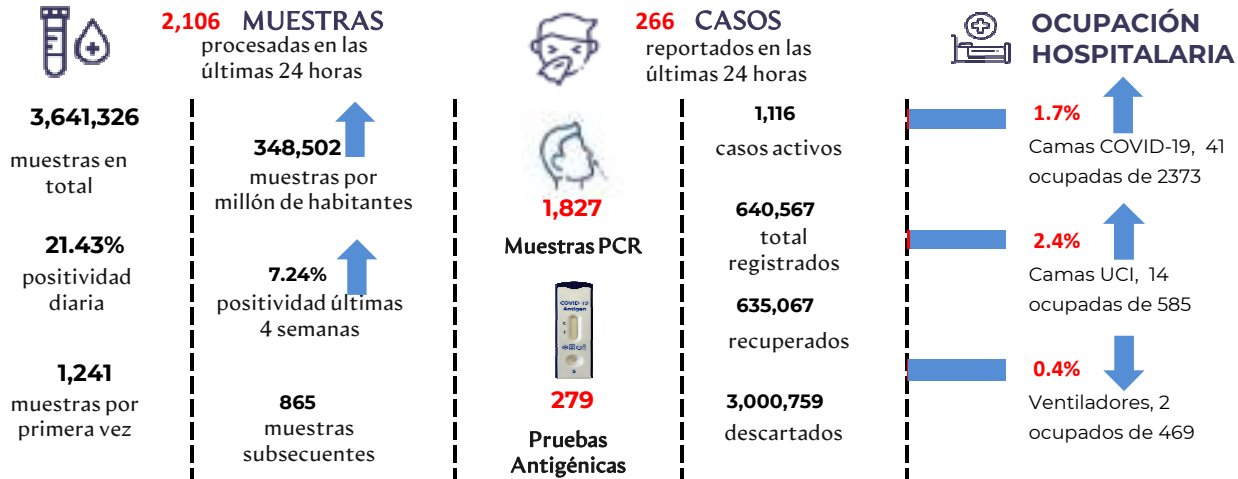 2,106 MUESTRAS
procesadas en las
últimas 24 horas
3,641,326
muestras en
total
21.43%
positividad
diaria
1,241
muestras por
primera vez
348,502
muestras por
millón de habitantes
7.24%
positividad últimas
4 semanas
865
muestras
subsecuentes
266 CASOS
reportados en las
últimas 24 horas
1,827
Muestras PCR
COVID-19
Antigen
279
Pruebas
Antigénicas
1,116
casos activos
640,567
total
registrados
635,067
recuperados
3,000,759
descartados
OCUPACIÓN
HOSPITALARIA
1.7%
Camas COVID-19, 41
ocupadas de 2373
2.4%
Camas UCI, 14
ocupadas de 585
0.4%
Ventiladores, 2
ocupados de 469